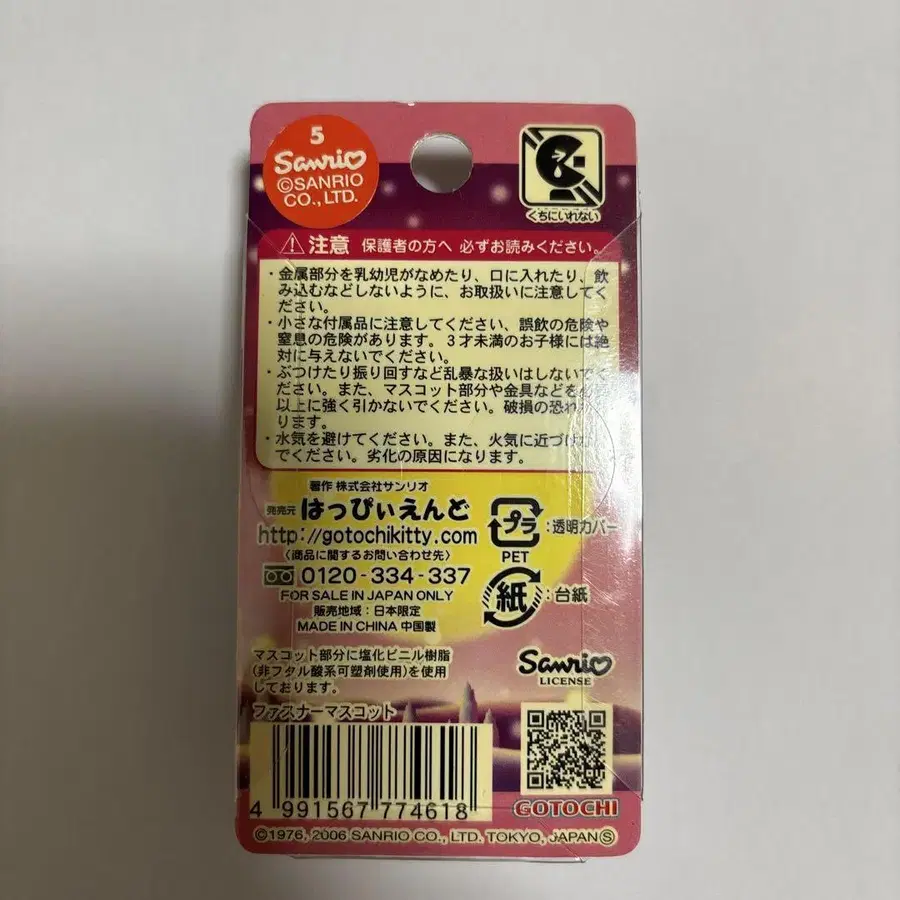 5
Sanrio
©SANRIO
CO., LTD.
くちにいれない
注意 保護者の方へ 必ずお読みください。
・金属部分を乳幼児がなめたり、口に入れたり、飲
み込むなどしないように、お取扱いに注意してく
ださい。
・小さな付属品に注意してください、誤飲の危険や
窒息の危険があります。3才未満のお子様には絶
対に与えないでください。
・ぶつけたり振り回すなど乱暴な扱いはしないでく
ださい。また、マスコット部分や金具などを必
以上に強く引かないでください。破損の恐れ
ります。
・水気を避けてください。また、火気に近づけ
でください。劣化の原因になります。
著作 株式会社サンリオ
発売元 はっぴぃえんど
http://gotochikitty.com
〈商品に関するお問い合わせ先〉
0120-334-337
FOR SALE IN JAPAN ONLY
販売地域：日本限定
MADE IN CHINA 中国製
プラ：透明カバー
PET
紙：台紙
マスコット部分に塩化ビニル樹脂
(非フタル酸系可塑剤使用)を使用
しております。
Sanrio
LICENSE
ファスナーマスコット
4 991567 774618
GOTOCHI
©1976, 2006 SANRIO CO., LTD. TOKYO, JAPAN Ⓢ